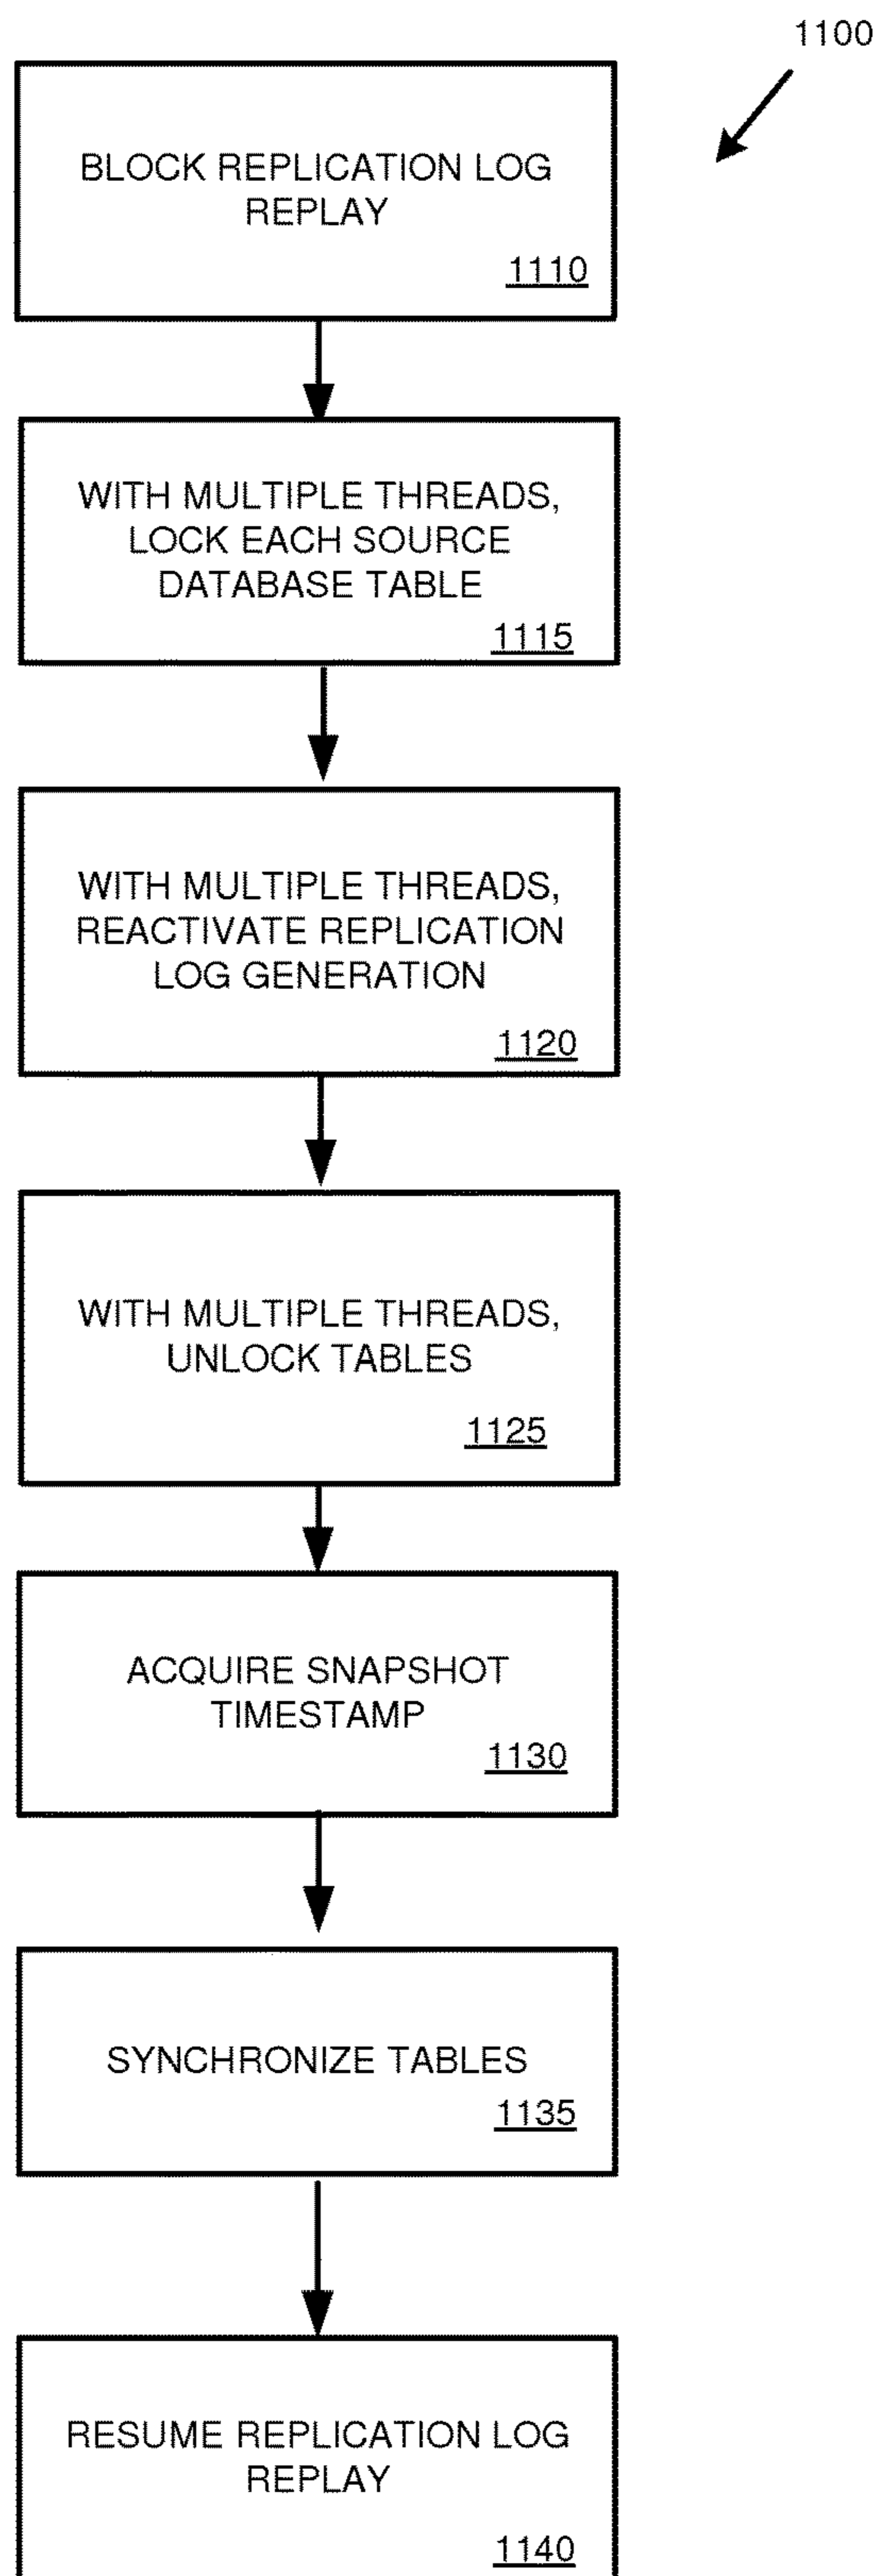 1100
BLOCK REPLICATION LOG
REPLAY
1110
WITH MULTIPLE THREADS,
LOCK EACH SOURCE
DATABASE TABLE
1115
WITH MULTIPLE THREADS,
REACTIVATE REPLICATION
LOG GENERATION
1120
WITH MULTIPLE THREADS,
UNLOCK TABLES
1125
ACQUIRE SNAPSHOT
TIMESTAMP
1130
SYNCHRONIZE TABLES
1135
RESUME REPLICATION LOG
REPLAY
1140